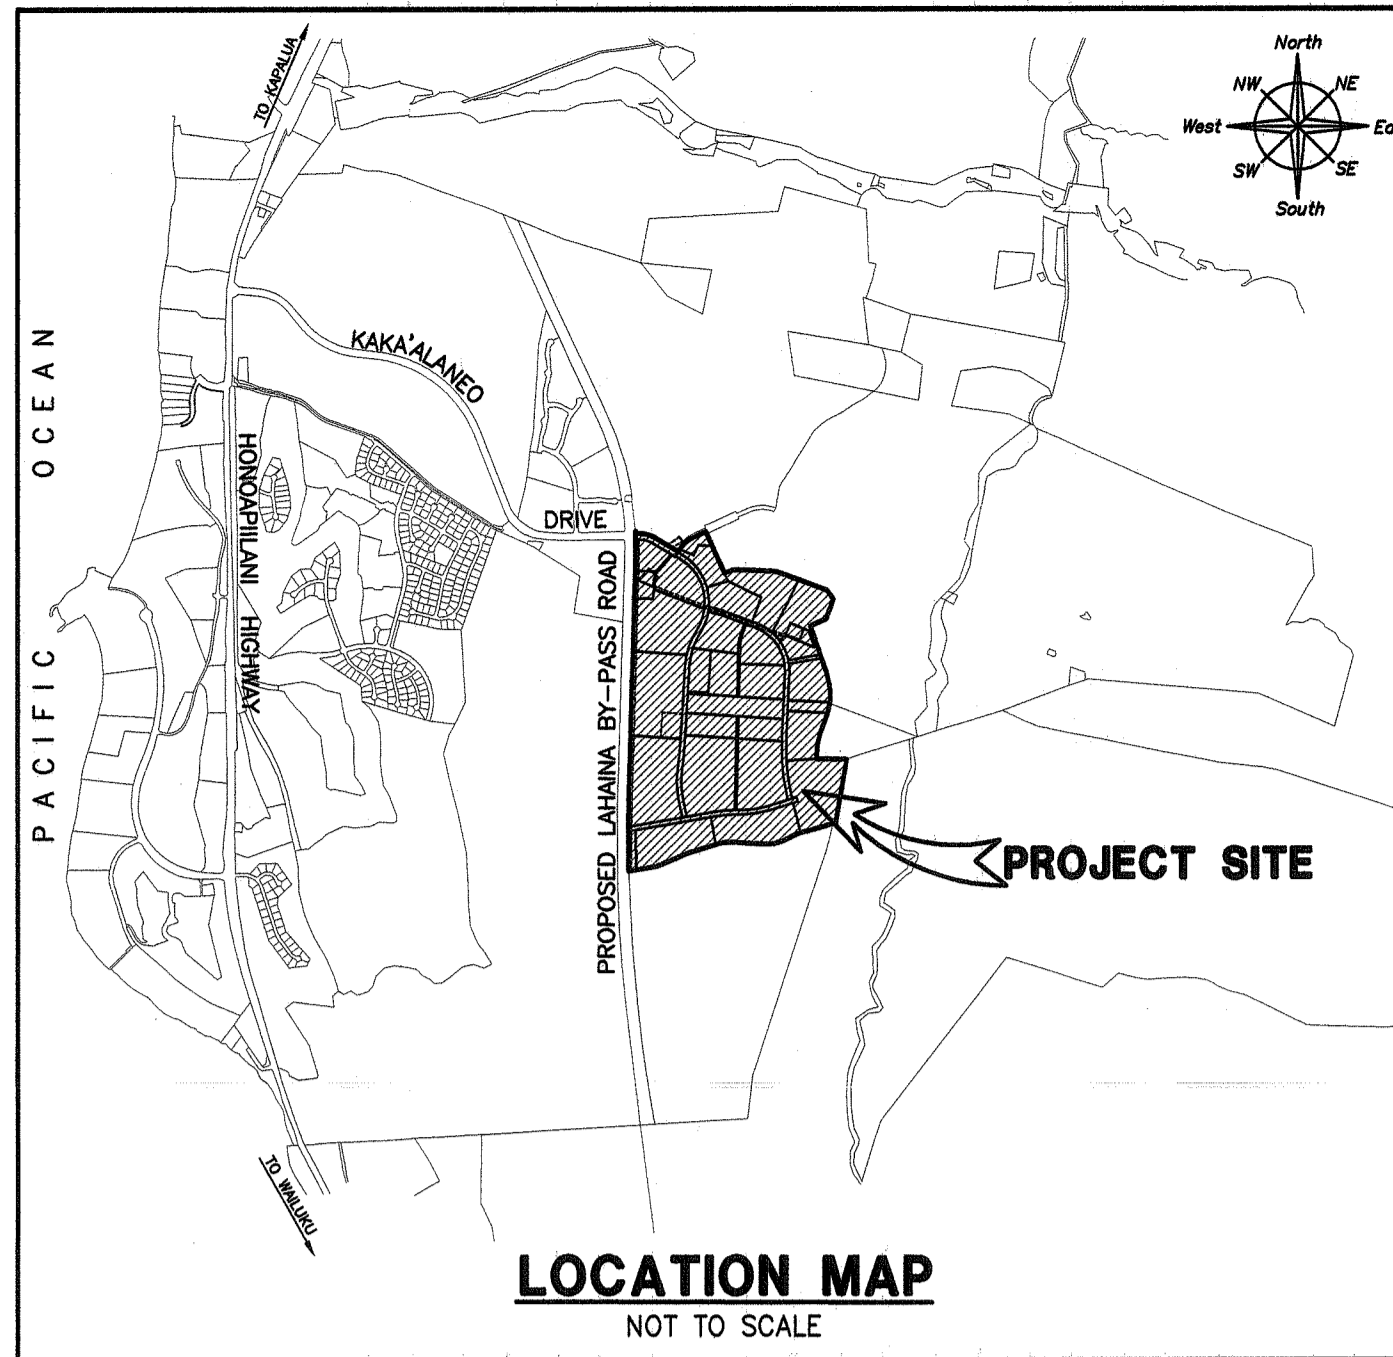 TO KAPALUA
North
NW NE
West Ea
SW SE
South
PACIFIC OCEAN
KAKA'ALANEO
DRIVE
HONOAPIILANI HIGHWAY
PROPOSED LAHAINA BY-PASS ROAD
PROJECT SITE
TO WAILUKU
LOCATION MAP
NOT TO SCALE